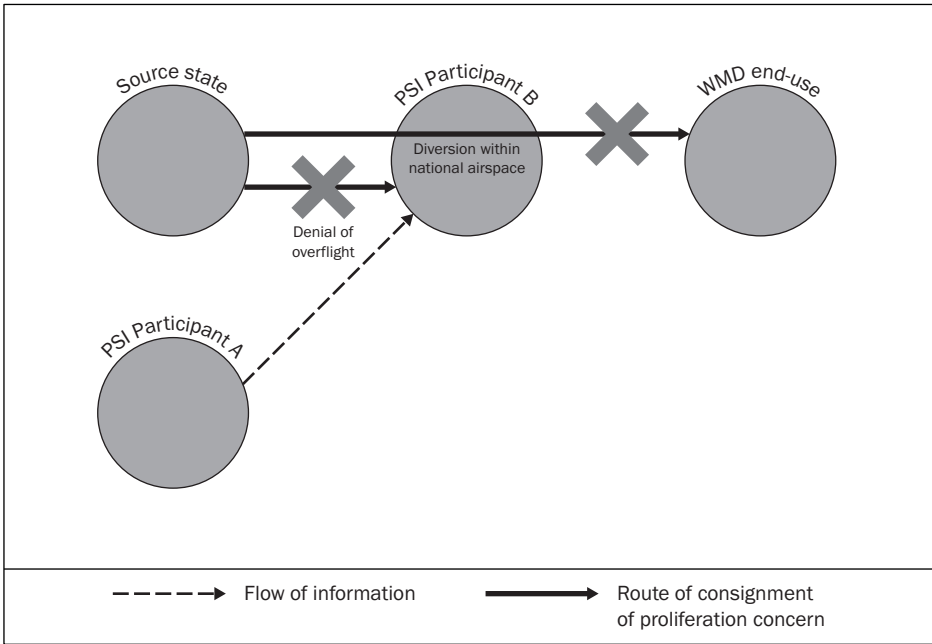 Source state
PSI Participant B
WMD end-use
Diversion within
national airspace
Denial of
overflight
PSI Participant A
Flow of information
Route of consignment
of proliferation concern